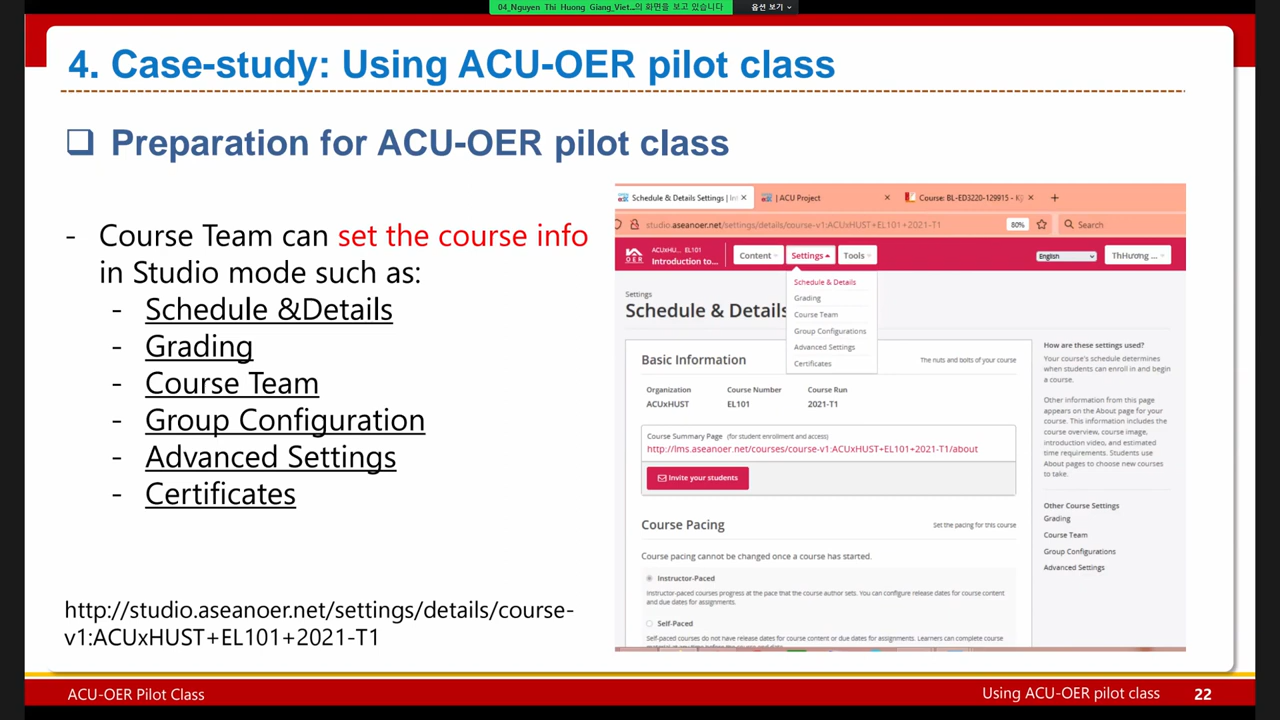 04_Nguyen Thi Huong Giang_Viet...의 화면을 보고 있습니다
옵션 보기
4. Case-study: Using ACU-OER pilot class
Preparation for ACU-OER pilot class
- Course Team can set the course info
in Studio mode such as:
- Schedule &Details
- Grading
- Course Team
- Group Configuration
- Advanced Settings
- Certificates
http://studio.aseanoer.net/settings/details/course-
v1:ACUxHUST+EL101+2021-T1
Schedule & Details Settings |
| ACU Project
Course: BL-ED3220-129915 -
studio.aseanoer.net/settings/details/course-v1:ACUxHUST+EL101+2021-T1
80%
Search
OER
ACUxHU... EL101
Introduction to...
Content
Settings
Tools
English
ThHương ...
Schedule & Details
Grading
Course Team
Group Configurations
Advanced Settings
Certificates
Settings
Schedule & Details
Basic Information
The nuts and bolts of your course
Organization Course Number Course Run
ACUxHUST EL101 2021-T1
Course Summary Page (for student enrollment and access)
http://lms.aseanoer.net/courses/course-v1:ACUxHUST+EL101+2021-T1/about
Invite your students
Course Pacing
Set the pacing for this course
Course pacing cannot be changed once a course has started.
Instructor-Paced
Instructor-paced courses progress at the pace that the course author sets. You can configure release dates for course content
and due dates for assignments.
Self-Paced
Self-paced courses do not have release dates for course content or due dates for assignments. Learners can complete course
How are these settings used?
Your course's schedule determines
when students can enroll in and begin
a course.
Other information from this page
appears on the About page for your
course. This information includes the
course overview, course image,
introduction video, and estimated
time requirements. Students use
About pages to choose new courses
to take.
Other Course Settings
Grading
Course Team
Group Configurations
Advanced Settings
ACU-OER Pilot Class
Using ACU-OER pilot class
22